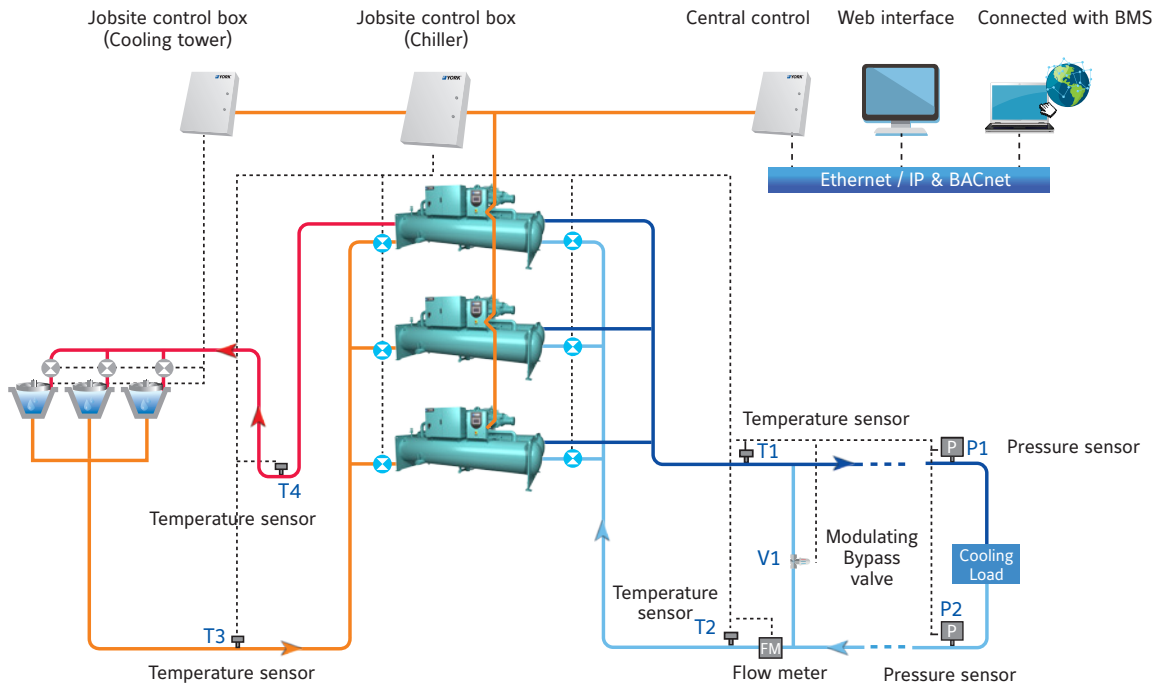 Jobsite control box
(Cooling tower)
Jobsite control box
(Chiller)
Central control
Web interface
Connected with BMS
YORK
YORK
YORK
Ethernet / IP & BACnet
Temperature sensor
T1
P
P1
Pressure sensor
T4
Temperature sensor
V1
Modulating
Bypass
valve
Cooling
Load
Temperature
sensor
T2
P2
P
T3
FM
Temperature sensor
Flow meter
Pressure sensor